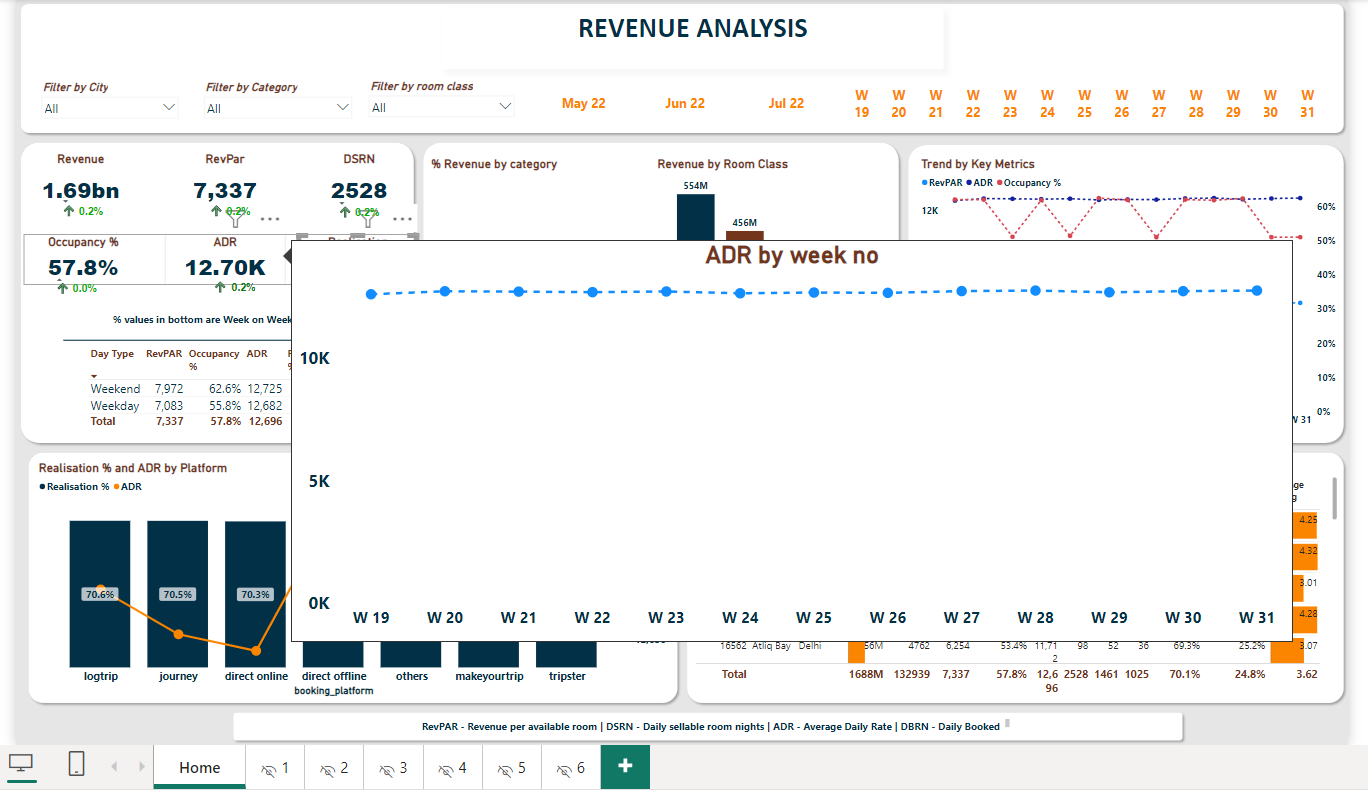 REVENUE ANALYSIS
Filter by City
All
Filter by Category
All
Filter by room class
All
May 22
Jun 22
Jul 22
W 19
W 20
W 21
W 22
W 23
W 24
W 25
W 26
W 27
W 28
W 29
W 30
W 31
Revenue
1.69bn
0.2%
RevPar
7,337
0.2%
DSRN
2528
0.2%
Occupancy %
57.8%
0.0%
ADR
12.70K
0.2%
% values in bottom are Week on Week
Day Type RevPAR Occupancy % ADR
Weekend 7,972 62.6% 12,725
Weekday 7,083 55.8% 12,682
Total 7,337 57.8% 12,696
% Revenue by category
Revenue by Room Class
554M
456M
Trend by Key Metrics
RevPAR ADR Occupancy %
12K
60%
50%
40%
30%
20%
10%
0%
W 31
ADR by week no
10K
5K
0K
W 19 W 20 W 21 W 22 W 23 W 24 W 25 W 26 W 27 W 28 W 29 W 30 W 31
Realisation % and ADR by Platform
Realisation % ADR
70.6% 70.5% 70.3%
logtrip journey direct online direct offline others makeyourtrip tripster
booking_platform
4.25
4.32
3.01
4.28
16562 Atliq Bay Delhi 56M 4762 6,254 53.4% 11,712 98 52 36 69.3% 25.2% 3.07
Total 1688M 132939 7,337 57.8% 12,696 2528 1461 1025 70.1% 24.8% 3.62
RevPAR - Revenue per available room | DSRN - Daily sellable room nights | ADR - Average Daily Rate | DBRN - Daily Booked
Home 1 2 3 4 5 6 +